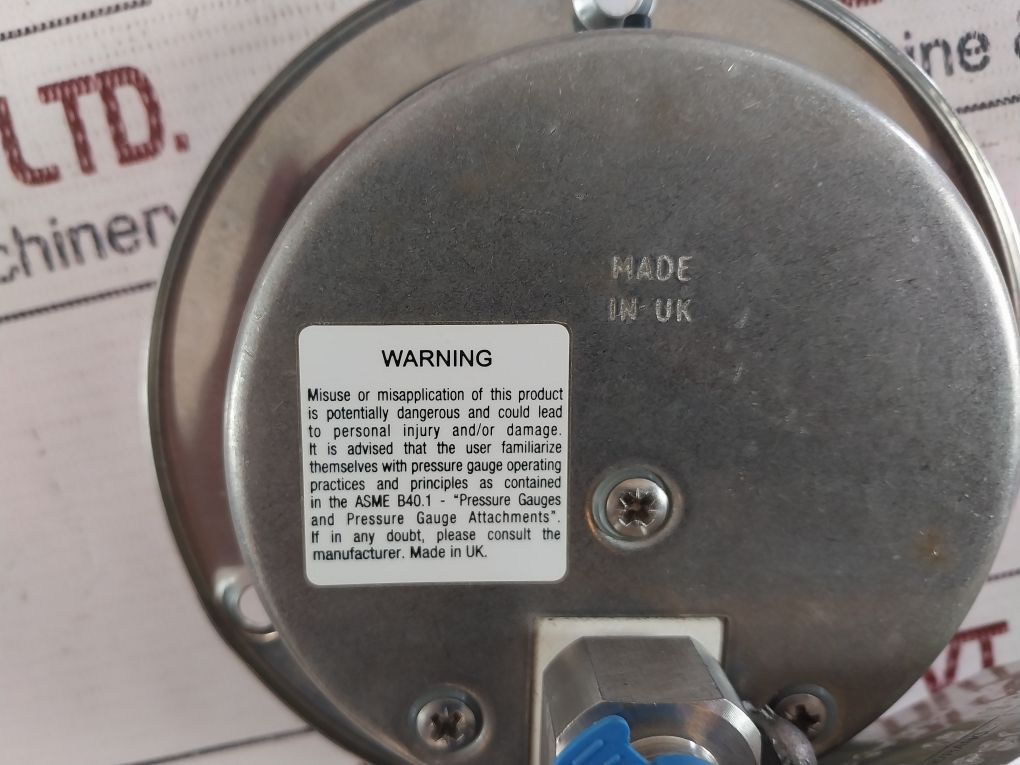 LTD.
ine &
MADE
IN UK
WARNING
Misuse or misapplication of this product
is potentially dangerous and could lead
to personal injury and/or damage.
It is advised that the user familiarize
themselves with pressure gauge operating
practices and principles as contained
in the ASME B40.1 - “Pressure Gauges
and Pressure Gauge Attachments”.
If in any doubt, please consult the
manufacturer. Made in UK.